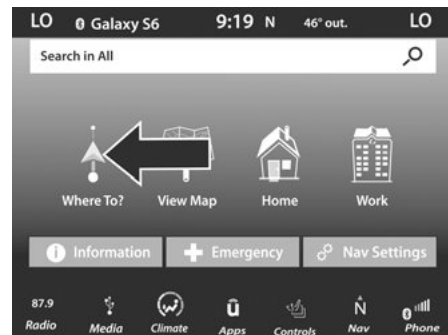 LO Galaxy S6 9:19 N 46° out. LO
Search in All
Where To? View Map Home Work
Information Emergency Nav Settings
87.9
Radio Media Climate Apps Controls Nav Phone